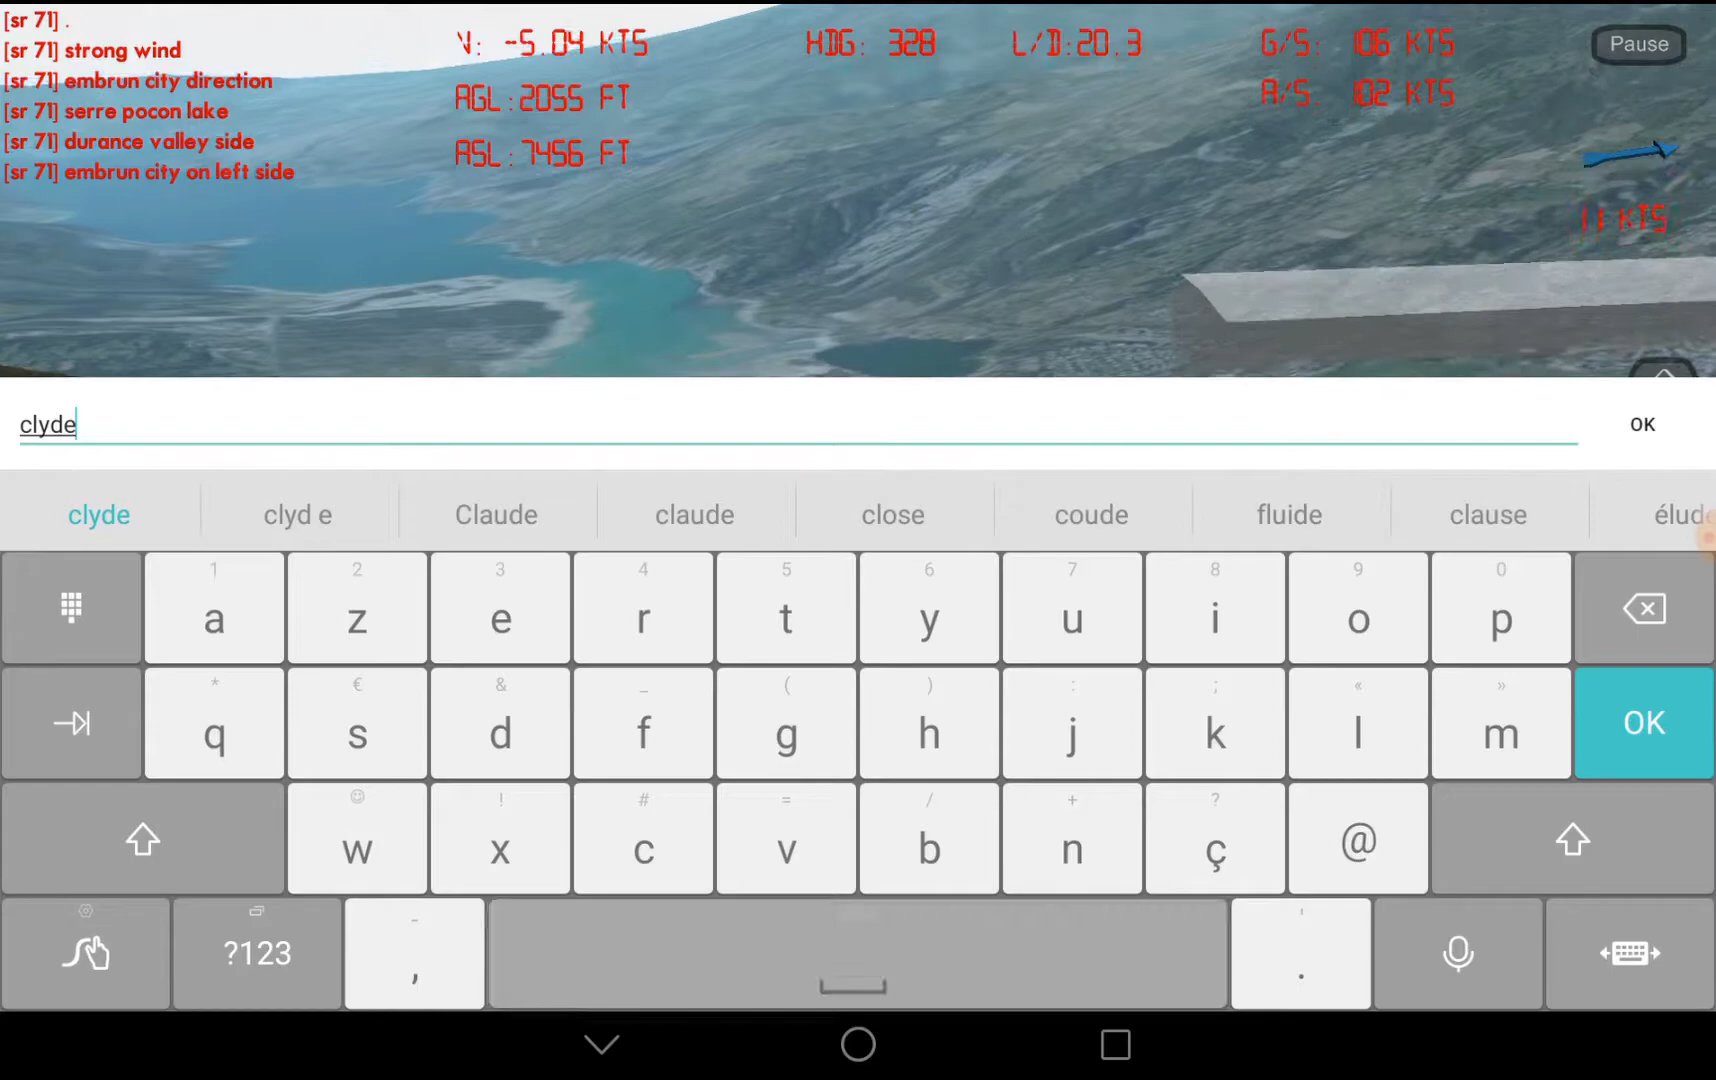 [sr 71] .
[sr 71] strong wind
[sr 71] embrun city direction
[sr 71] serre pocon lake
[sr 71] durance valley side
[sr 71] embrun city on left side
V: -5.04 KTS
AGL:2055 FT
ASL:7456 FT
HDG: 328
L/D:20.3
G/S: 106 KTS
A/S: 102 KTS
Pause
11 KTS
clyde
OK
clyde clyd e Claude claude close coude fluide clause élud
1 2 3 4 5 6 7 8 9 0
a z e r t y u i o p
* € & _ ( ) : ; « »
q s d f g h j k l m OK
! # = / + ?
w x c v b n ç @
- '
?123 , .